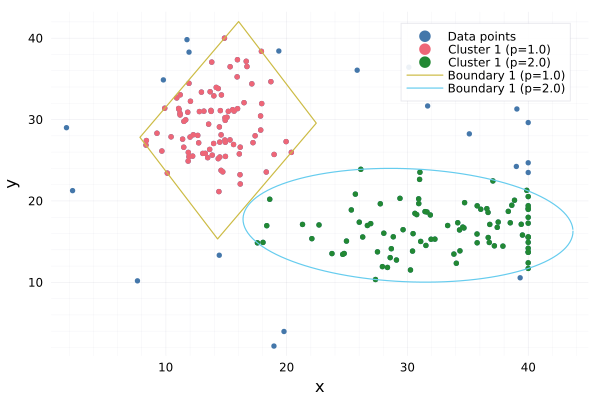 Data points
Cluster 1 (p=1.0)
Cluster 1 (p=2.0)
Boundary 1 (p=1.0)
Boundary 1 (p=2.0)
40
30
20
10
y
10
20
30
40
x